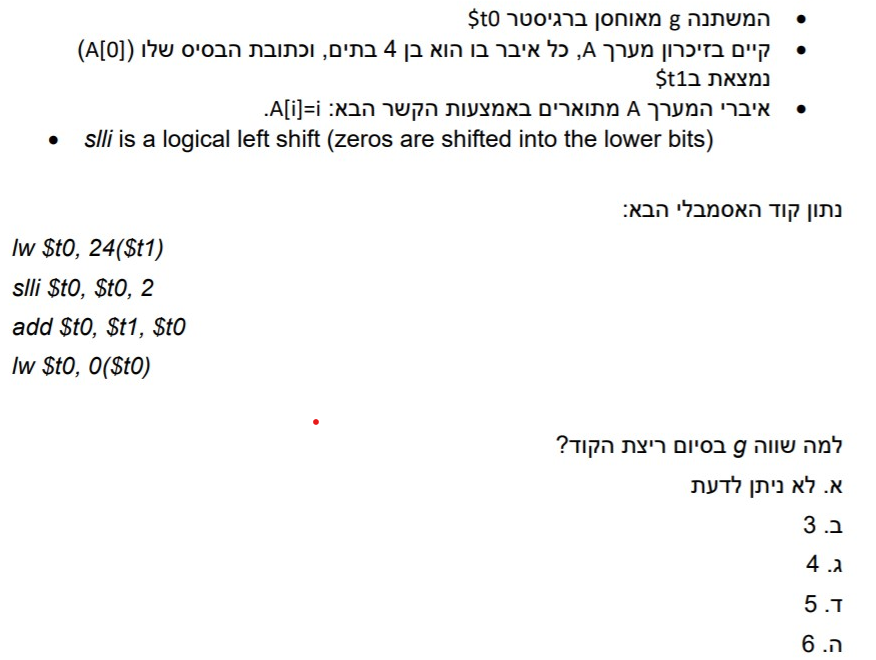 • המשתנה g מאוחסן ברגיסטר $t0
• קיים בזיכרון מערך A, כל איבר בו הוא בן 4 בתים, וכתובת הבסיס שלו (A[0])
נמצאת ב$t1
• איברי המערך A מתוארים באמצעות הקשר הבא: A[i]=i.
• slli is a logical left shift (zeros are shifted into the lower bits)
נתון קוד האסמבלי הבא:
lw $t0, 24($t1)
slli $t0, $t0, 2
add $t0, $t1, $t0
lw $t0, 0($t0)
למה שווה g בסיום ריצת הקוד?
א. לא ניתן לדעת
ב. 3
ג. 4
ד. 5
ה. 6